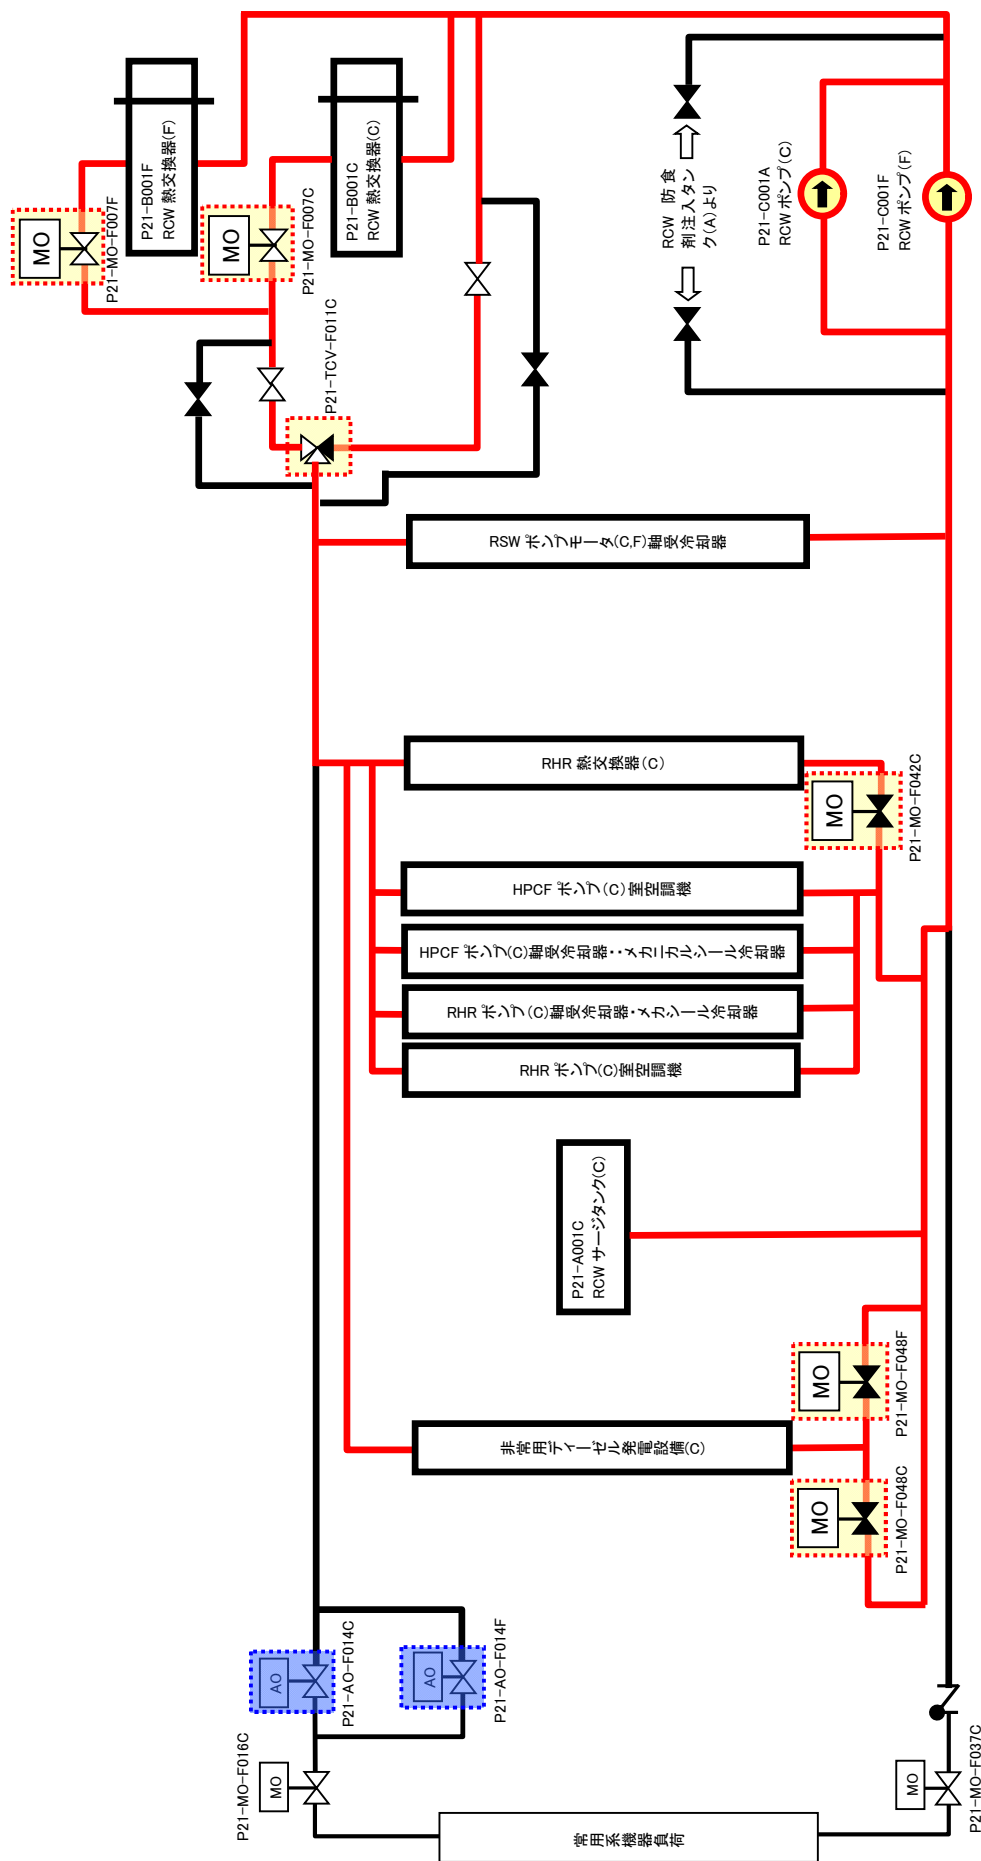 P21-B001F
RCW 熱交換器(F)
MO
P21-MO-F007F
P21-B001C
RCW 熱交換器(C)
MO
P21-MO-F007C
P21-TCV-F011C
RCW 防食
剤注入タン
ク(A)より
P21-C001A
RCW ポンプ(C)
P21-C001F
RCW ポンプ(F)
RSW ポンプモータ(C,F)軸受冷却器
RHR 熱交換器(C)
MO
P21-MO-F042C
HPCF ポンプ(C)室空調機
HPCF ポンプ(C)軸受冷却器・・メカニカルシール冷却器
RHR ポンプ(C)軸受冷却器・メカシール冷却器
RHR ポンプ(C)室空調機
P21-A001C
RCW サージタンク(C)
MO
P21-MO-F048F
非常用ディーゼル発電設備(C)
MO
P21-MO-F048C
AO
P21-AO-F014C
AO
P21-AO-F014F
MO
P21-MO-F016C
MO
P21-MO-F037C
常用系機器負荷